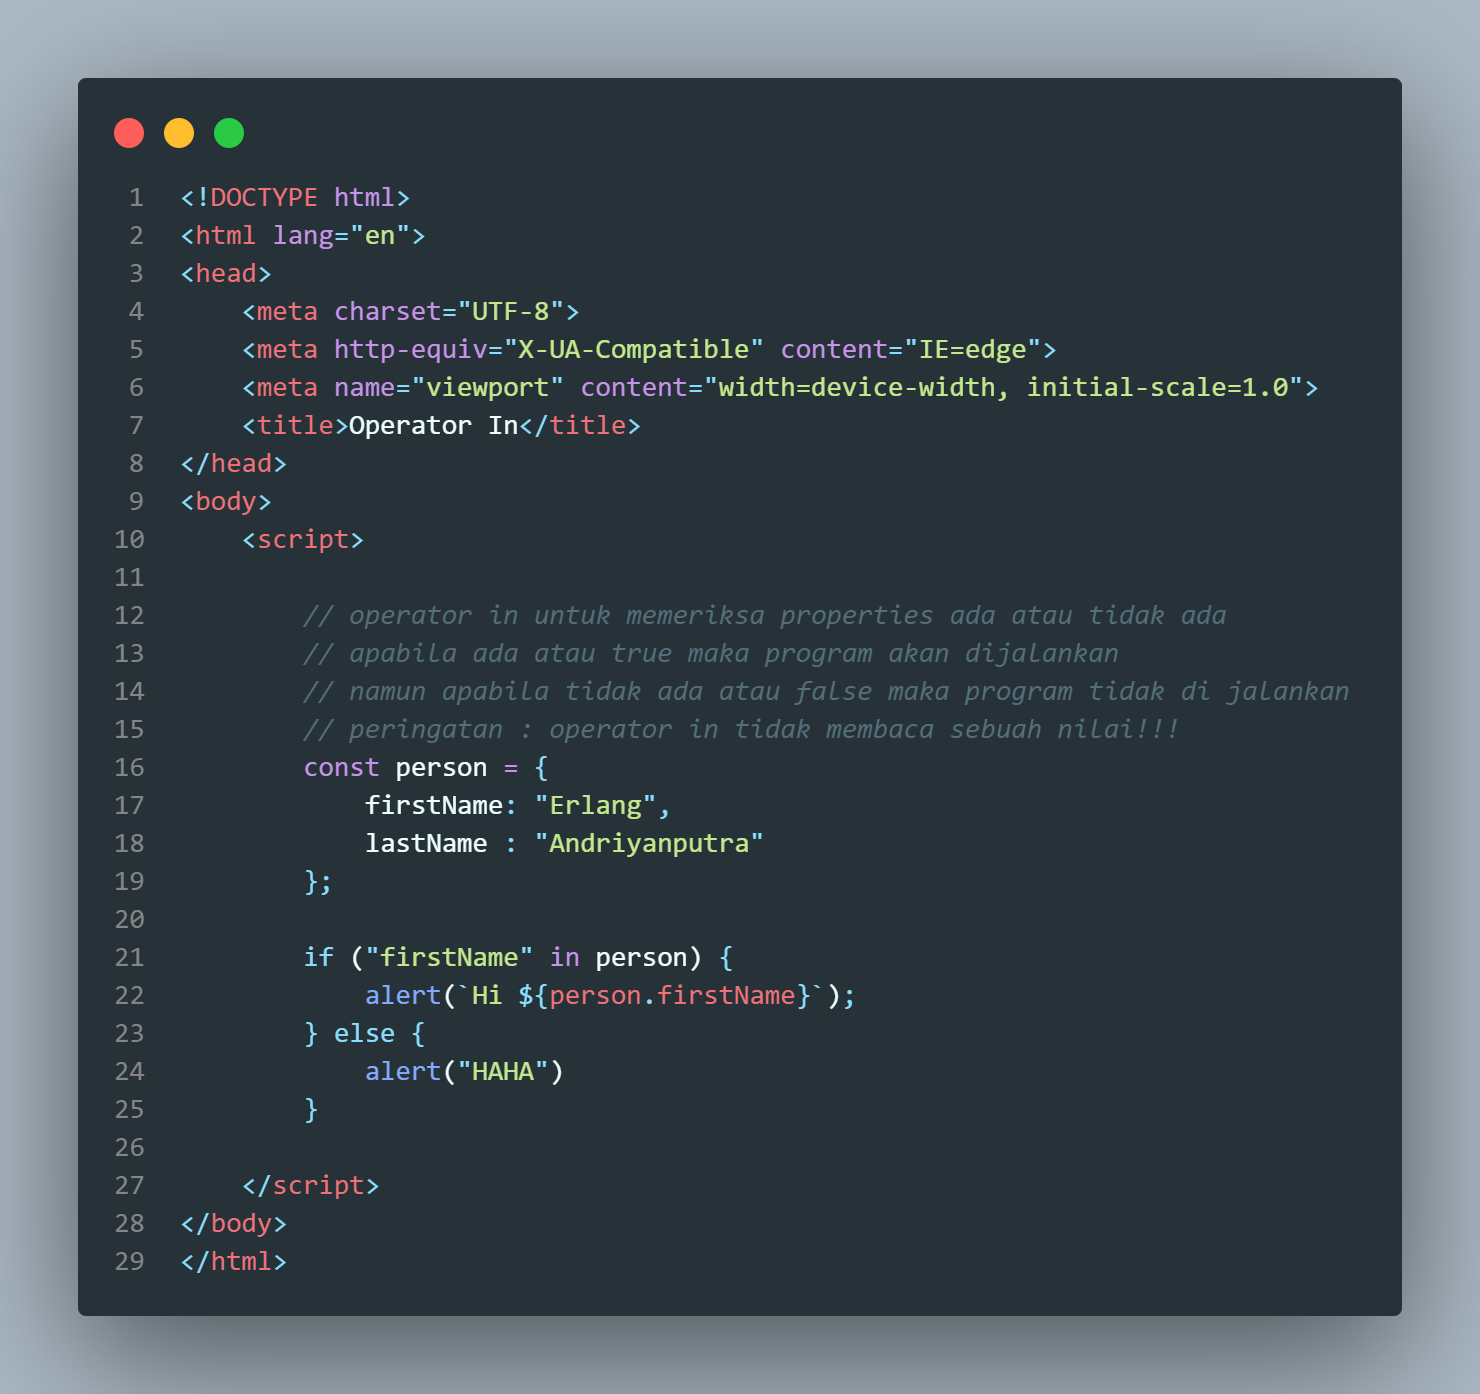 1 <!DOCTYPE html>
2 <html lang="en">
3 <head>
4     <meta charset="UTF-8">
5     <meta http-equiv="X-UA-Compatible" content="IE=edge">
6     <meta name="viewport" content="width=device-width, initial-scale=1.0">
7     <title>Operator In</title>
8 </head>
9 <body>
10     <script>
11
12         // operator in untuk memeriksa properties ada atau tidak ada
13         // apabila ada atau true maka program akan dijalankan
14         // namun apabila tidak ada atau false maka program tidak di jalankan
15         // peringatan : operator in tidak membaca sebuah nilai!!!
16         const person = {
17             firstName: "Erlang",
18             lastName : "Andriyanputra"
19         };
20
21         if ("firstName" in person) {
22             alert(`Hi ${person.firstName}`);
23         } else {
24             alert("HAHA")
25         }
26
27     </script>
28 </body>
29 </html>